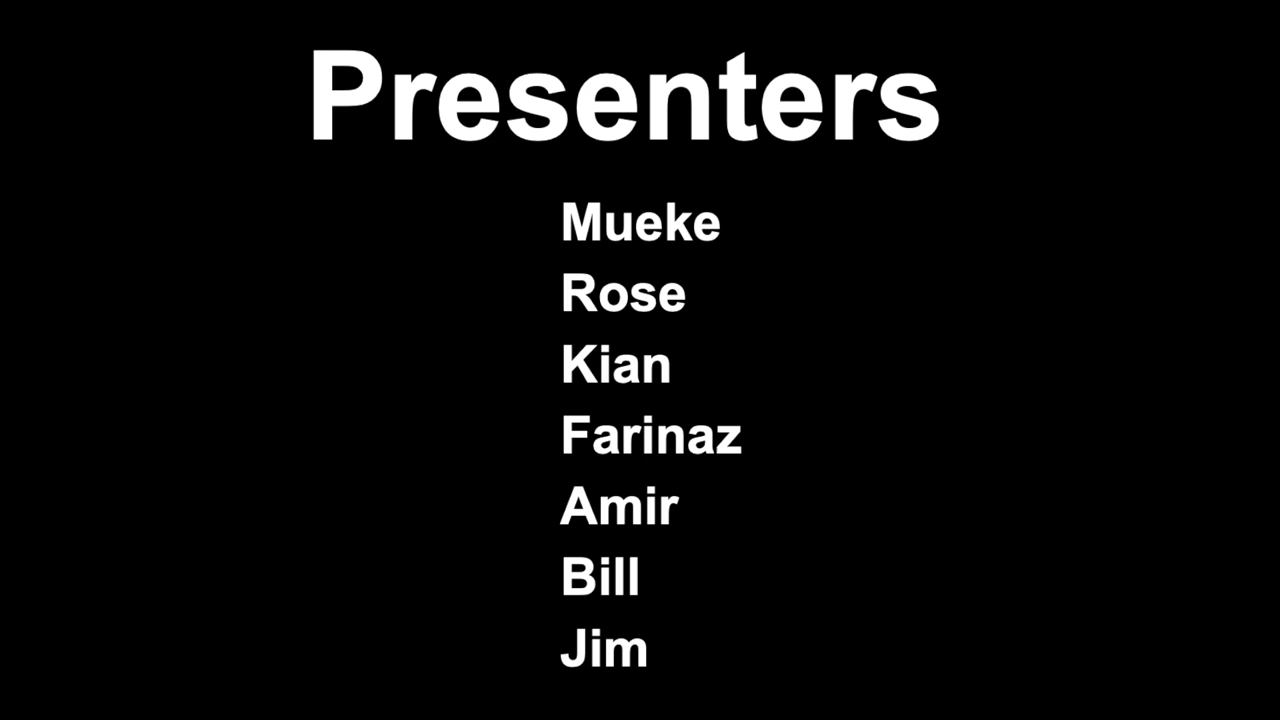 Presenters
Mueke
Rose
Kian
Farinaz
Amir
Bill
Jim